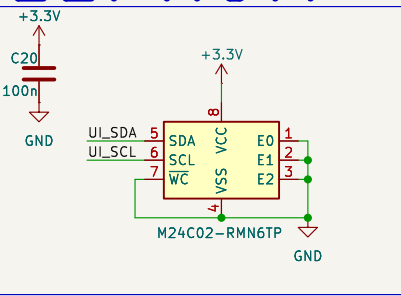 +3.3V
C20
100n
GND
+3.3V
8
VCC
UI_SDA 5 SDA E0 1
UI_SCL 6 SCL E1 2
7 WC E2 3
VSS
4
M24C02-RMN6TP
GND